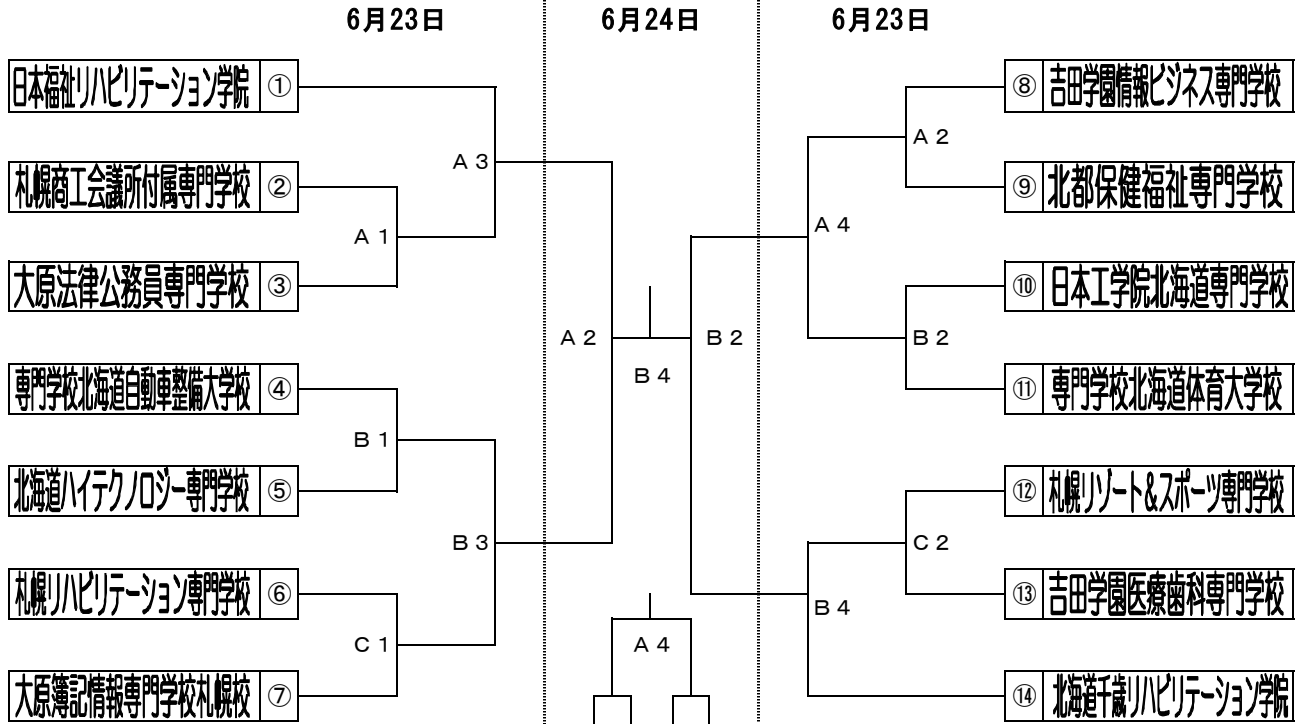 6月23日
6月24日
6月23日
日本福祉リハビリテーション学院 ①
札幌商工会議所付属専門学校 ②
大原法律公務員専門学校 ③
専門学校北海道自動車整備大学校 ④
北海道ハイテクノロジー専門学校 ⑤
札幌リハビリテーション専門学校 ⑥
大原簿記情報専門学校札幌校 ⑦
A3
A1
B1
B3
C1
A2
B4
B2
A4
⑧ 吉田学園情報ビジネス専門学校
⑨ 北都保健福祉専門学校
⑩ 日本工学院北海道専門学校
⑪ 専門学校北海道体育大学校
⑫ 札幌リゾート&スポーツ専門学校
⑬ 吉田学園医療歯科専門学校
⑭ 北海道千歳リハビリテーション学院
A2
A4
B2
C2
B4